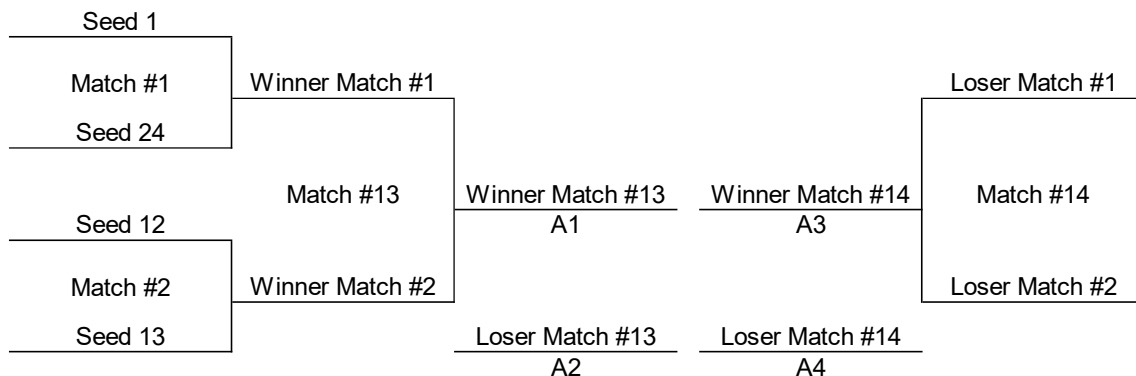 Seed 1
Match #1
Winner Match #1
Loser Match #1
Seed 24
Match #13
Winner Match #13
Winner Match #14
Match #14
Seed 12
A1
A3
Match #2
Winner Match #2
Loser Match #2
Seed 13
Loser Match #13
Loser Match #14
A2
A4